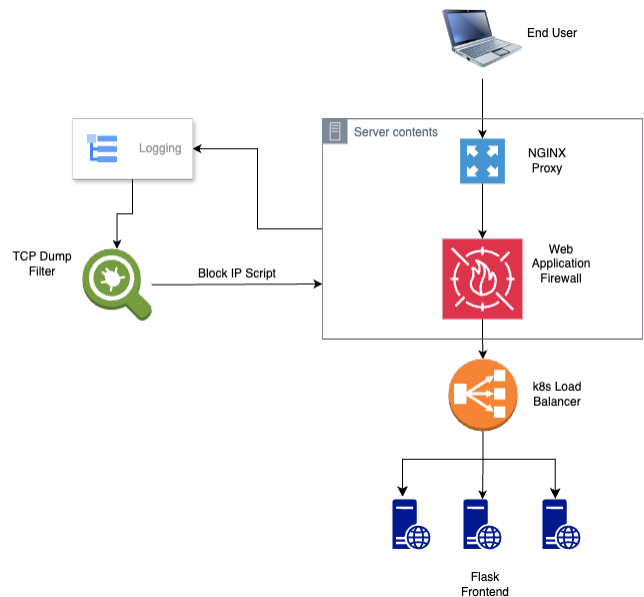 End User
Server contents
Logging
NGINX
Proxy
TCP Dump
Filter
Block IP Script
Web
Application
Firewall
k8s Load
Balancer
Flask
Frontend